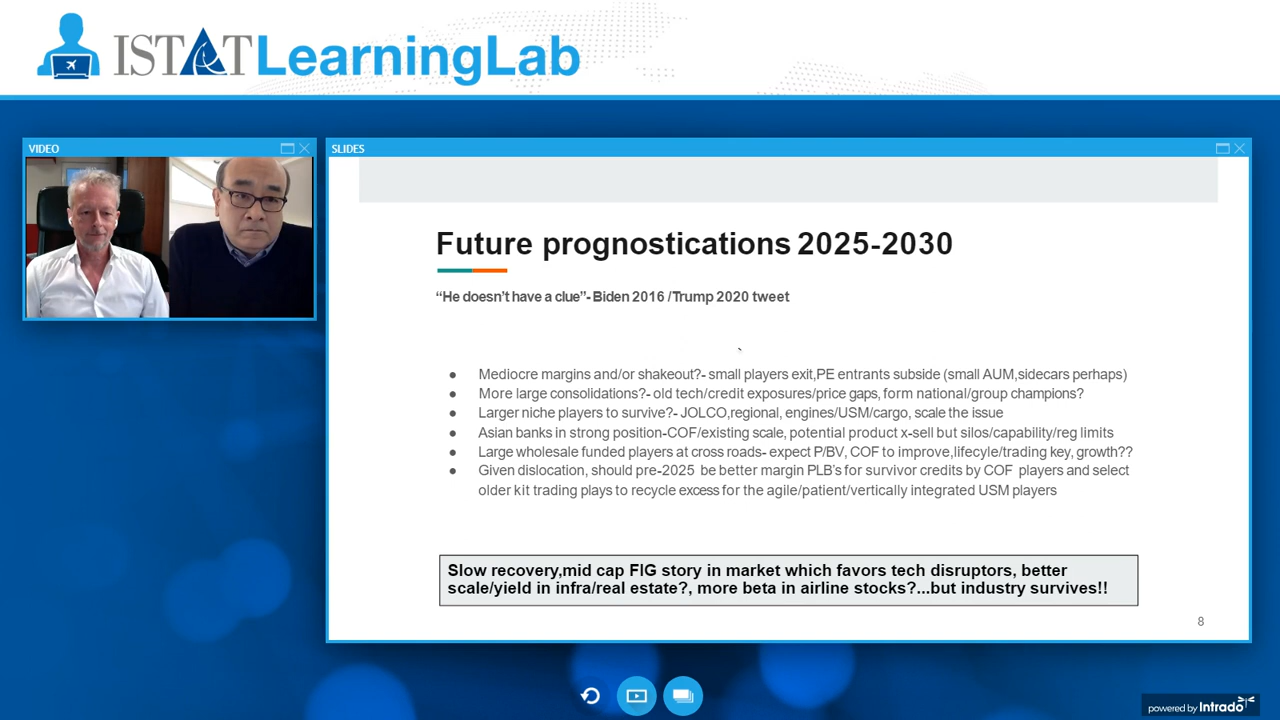 ISTAT LearningLab
VIDEO
SLIDES
Future prognostications 2025-2030
“He doesn’t have a clue”- Biden 2016 /Trump 2020 tweet
`
● Mediocre margins and/or shakeout?- small players exit,PE entrants subside (small AUM,sidecars perhaps)
● More large consolidations?- old tech/credit exposures/price gaps, form national/group champions?
● Larger niche players to survive?- JOLCO,regional, engines/USM/cargo, scale the issue
● Asian banks in strong position-COF/existing scale, potential product x-sell but silos/capability/reg limits
● Large wholesale funded players at cross roads- expect P/BV, COF to improve,lifecyle/trading key, growth??
● Given dislocation, should pre-2025 be better margin PLB’s for survivor credits by COF players and select
older kit trading plays to recycle excess for the agile/patient/vertically integrated USM players
Slow recovery,mid cap FIG story in market which favors tech disruptors, better
scale/yield in infra/real estate?, more beta in airline stocks?...but industry survives!!
8
powered by Intrado